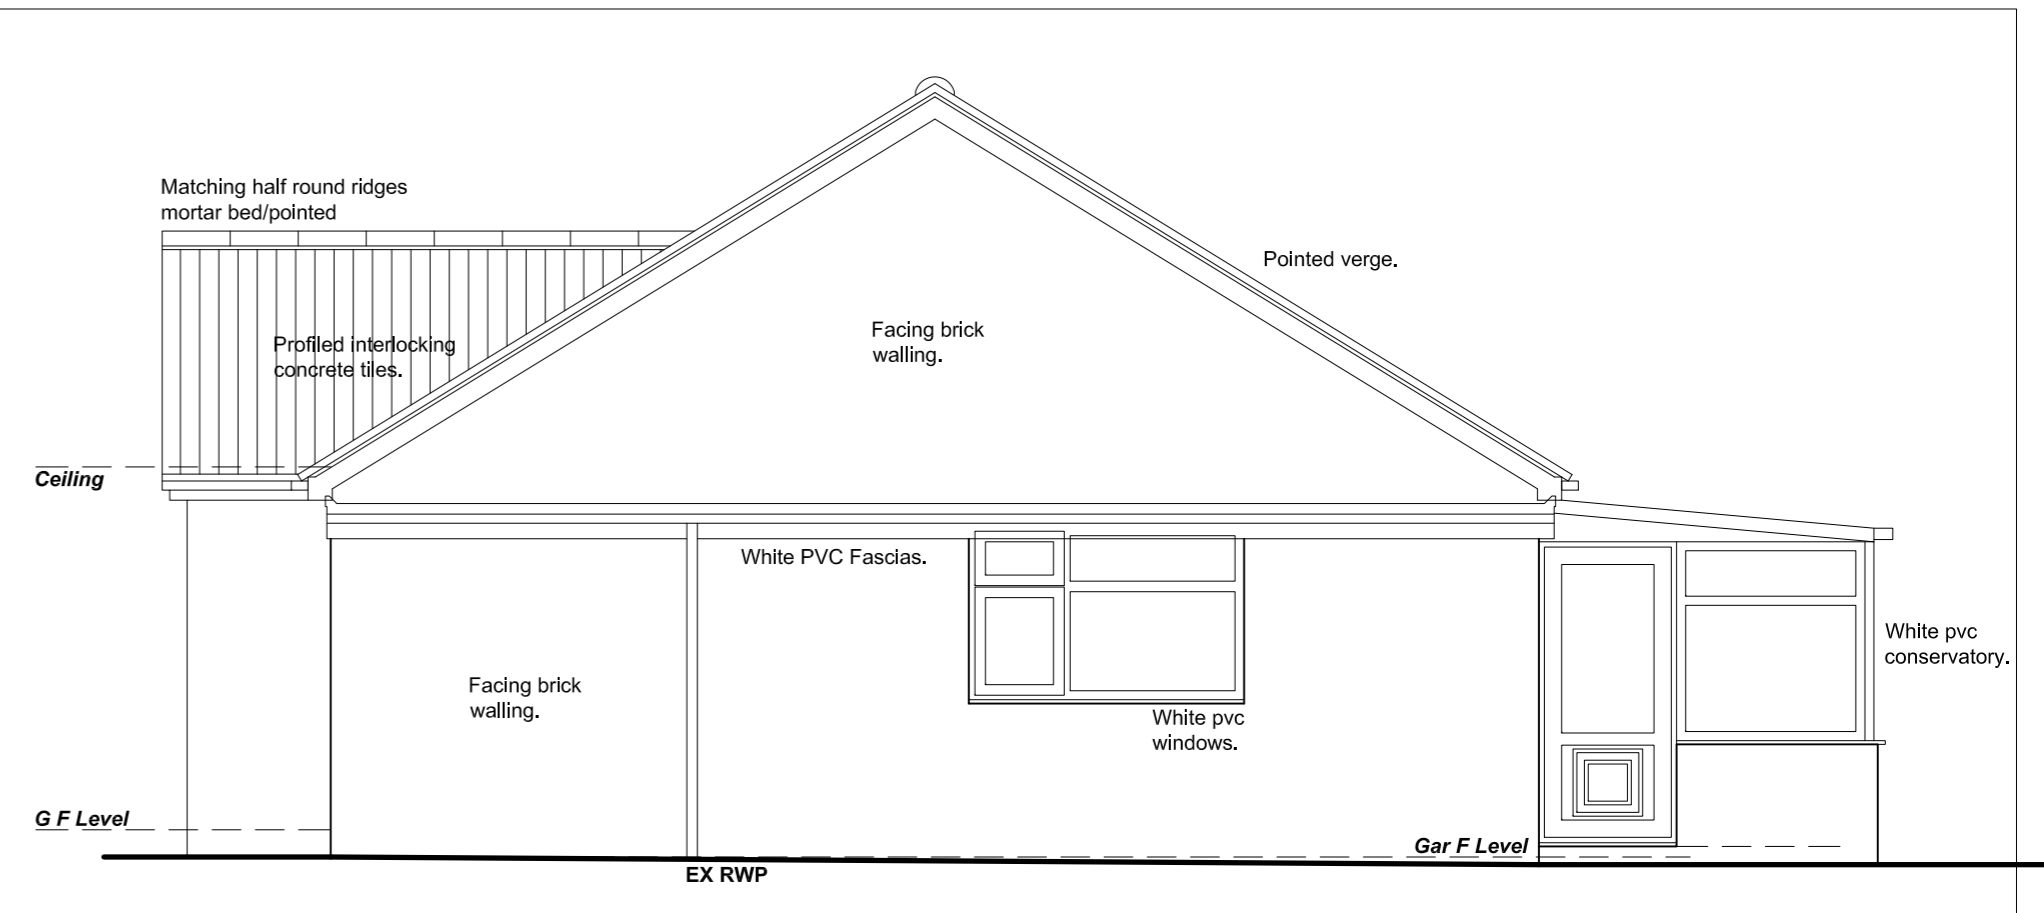 Matching half round ridges
mortar bed/pointed
Pointed verge.
Facing brick
walling.
Profiled interlocking
concrete tiles.
Ceiling
White PVC Fascias.
White pvc
conservatory.
Facing brick
walling.
White pvc
windows.
G F Level
Gar F Level
EX RWP